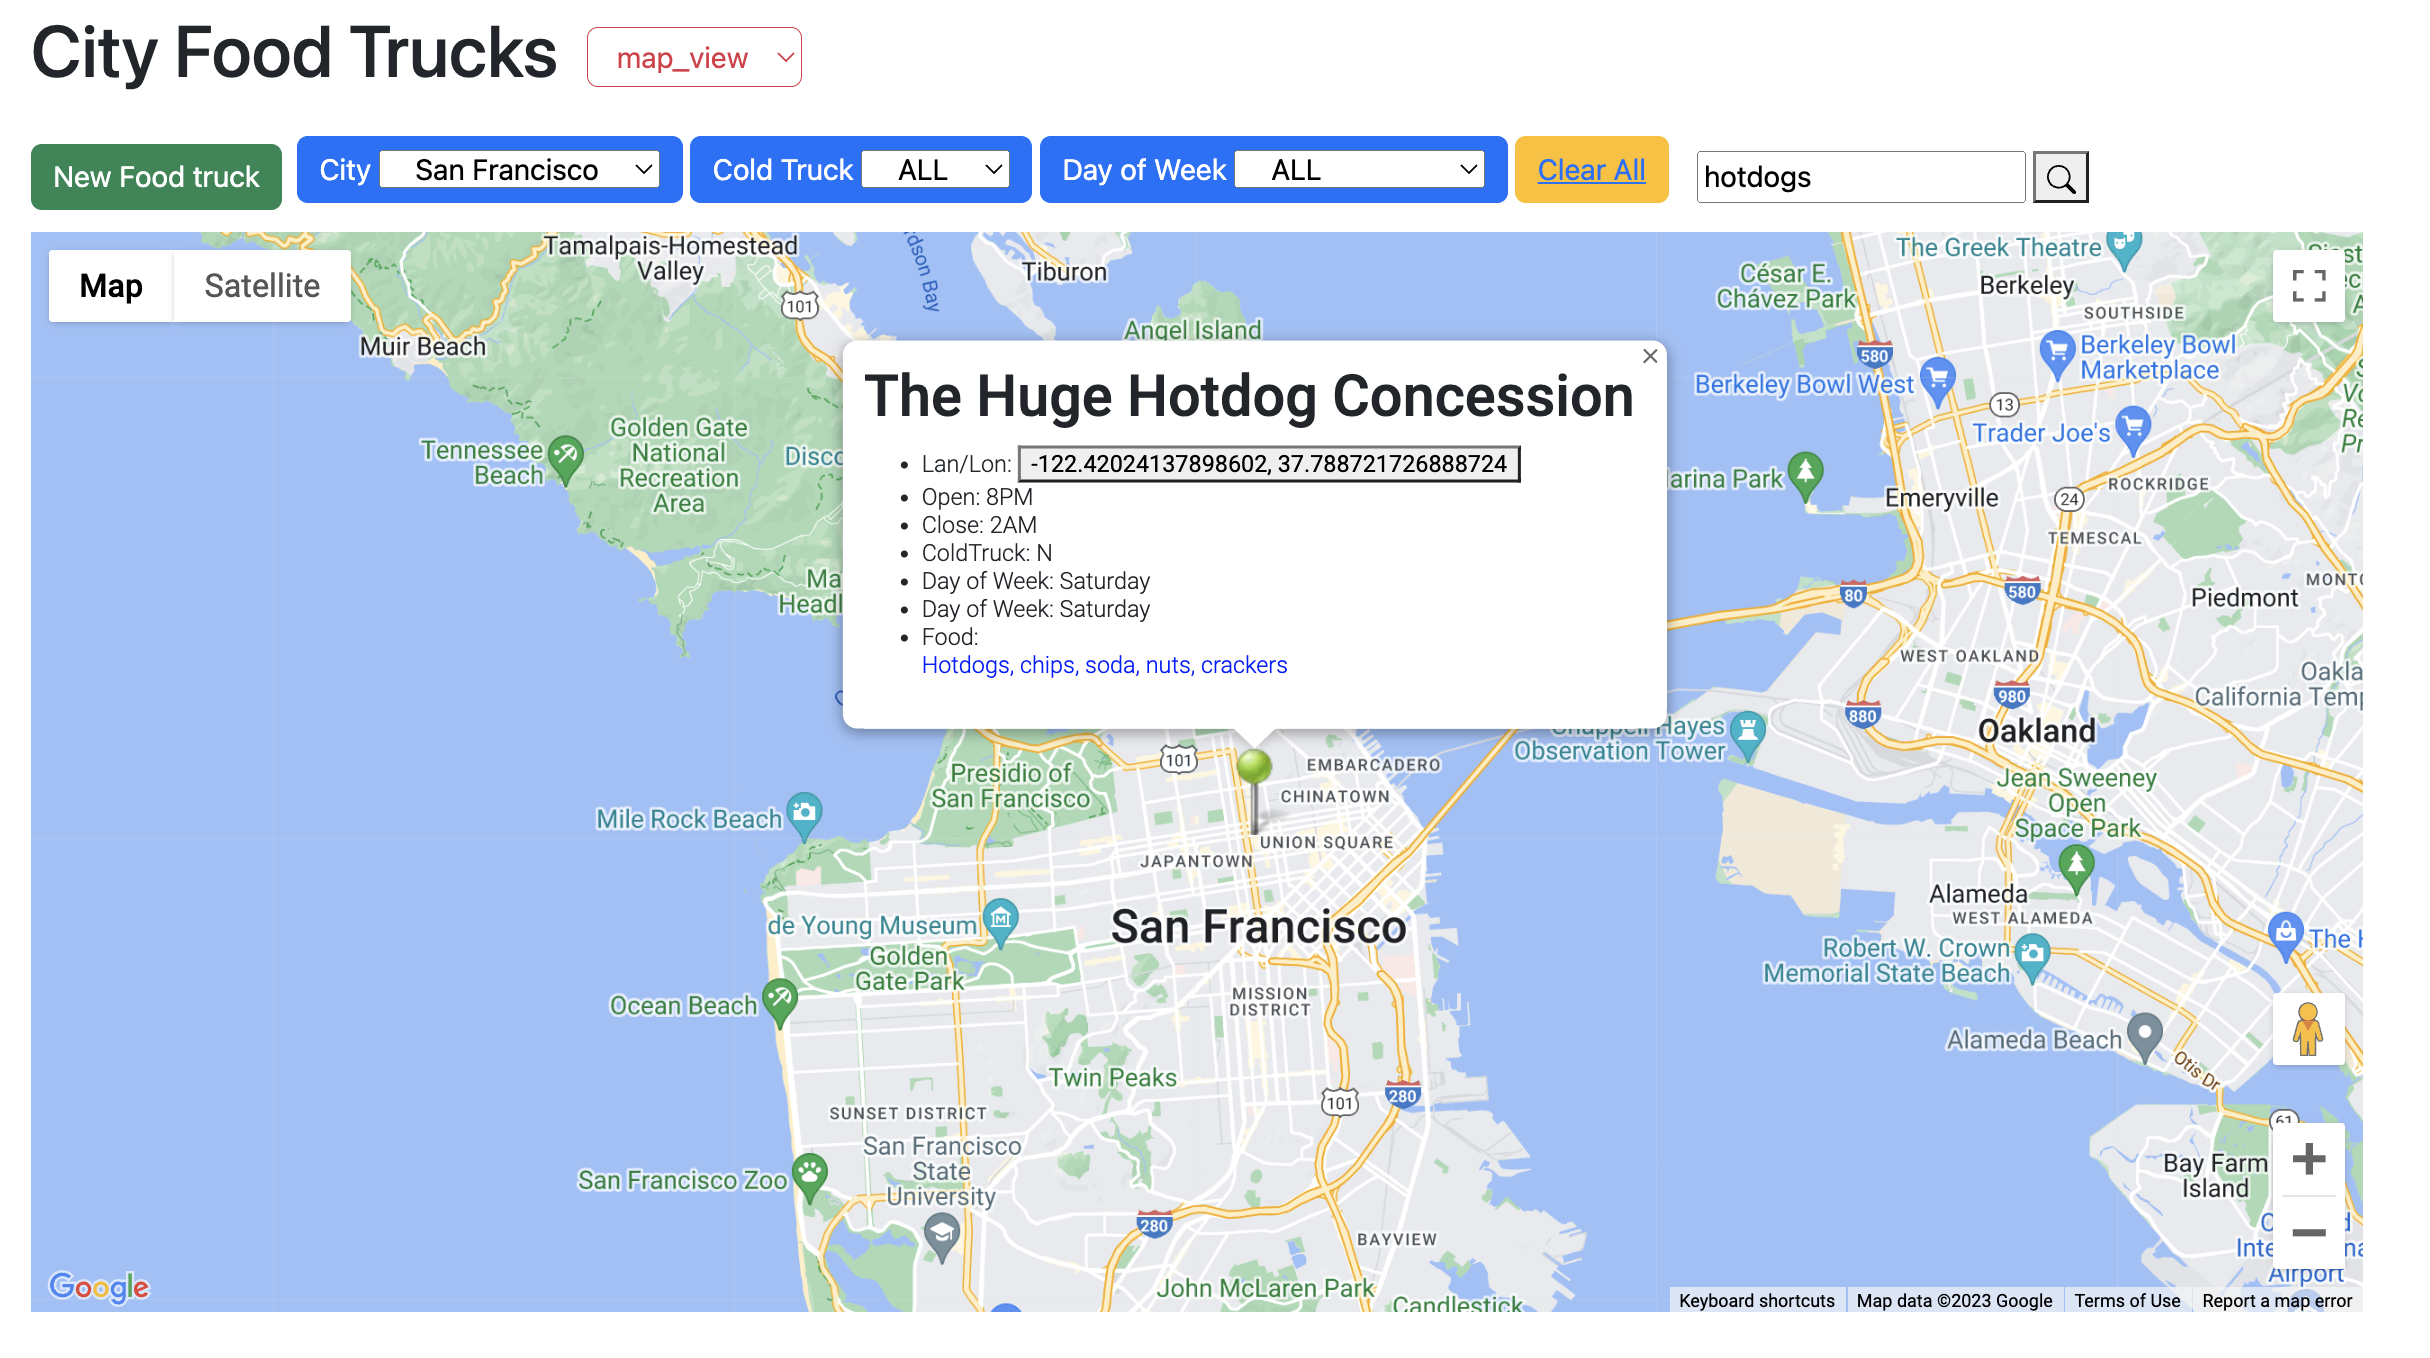 City Food Trucks
map_view
New Food truck
City San Francisco
Cold Truck ALL
Day of Week ALL
Clear All
hotdogs
Map
Satellite
Tamalpais-Homestead
Valley
101
Tiburon
The Greek Theatre
Berkeley
César E.
Chávez Park
SOUTHSIDE
Angel Island
Muir Beach
580
Berkeley Bowl
Marketplace
Berkeley Bowl West
13
Trader Joe's
The Huge Hotdog Concession
Lan/Lon: -122.42024137898602, 37.788721726888724
Open: 8PM
Close: 2AM
ColdTruck: N
Day of Week: Saturday
Day of Week: Saturday
Food:
Hotdogs, chips, soda, nuts, crackers
Golden Gate
National
Recreation
Area
Tennessee
Beach
Disco
Ma
Headl
arina Park
Emeryville
24
ROCKRIDGE
TEMESCAL
80
580
Piedmont
WEST OAKLAND
980
880
Oakla
California Temp
Oakland
Observation Tower
101
EMBARCADERO
Presidio of
San Francisco
CHINATOWN
Mile Rock Beach
UNION SQUARE
JAPANTOWN
Jean Sweeney
Open
Space Park
Alameda
WEST ALAMEDA
San Francisco
de Young Museum
Golden
Gate Park
Robert W. Crown
Memorial State Beach
The H
Ocean Beach
MISSION
DISTRICT
Alameda Beach
Otis Dr
Twin Peaks
101
280
SUNSET DISTRICT
61
San Francisco
State
University
San Francisco Zoo
Bay Farm
Island
280
BAYVIEW
Airport
John McLaren Park
Candlestick
Google
Keyboard shortcuts
Map data ©2023 Google
Terms of Use
Report a map error